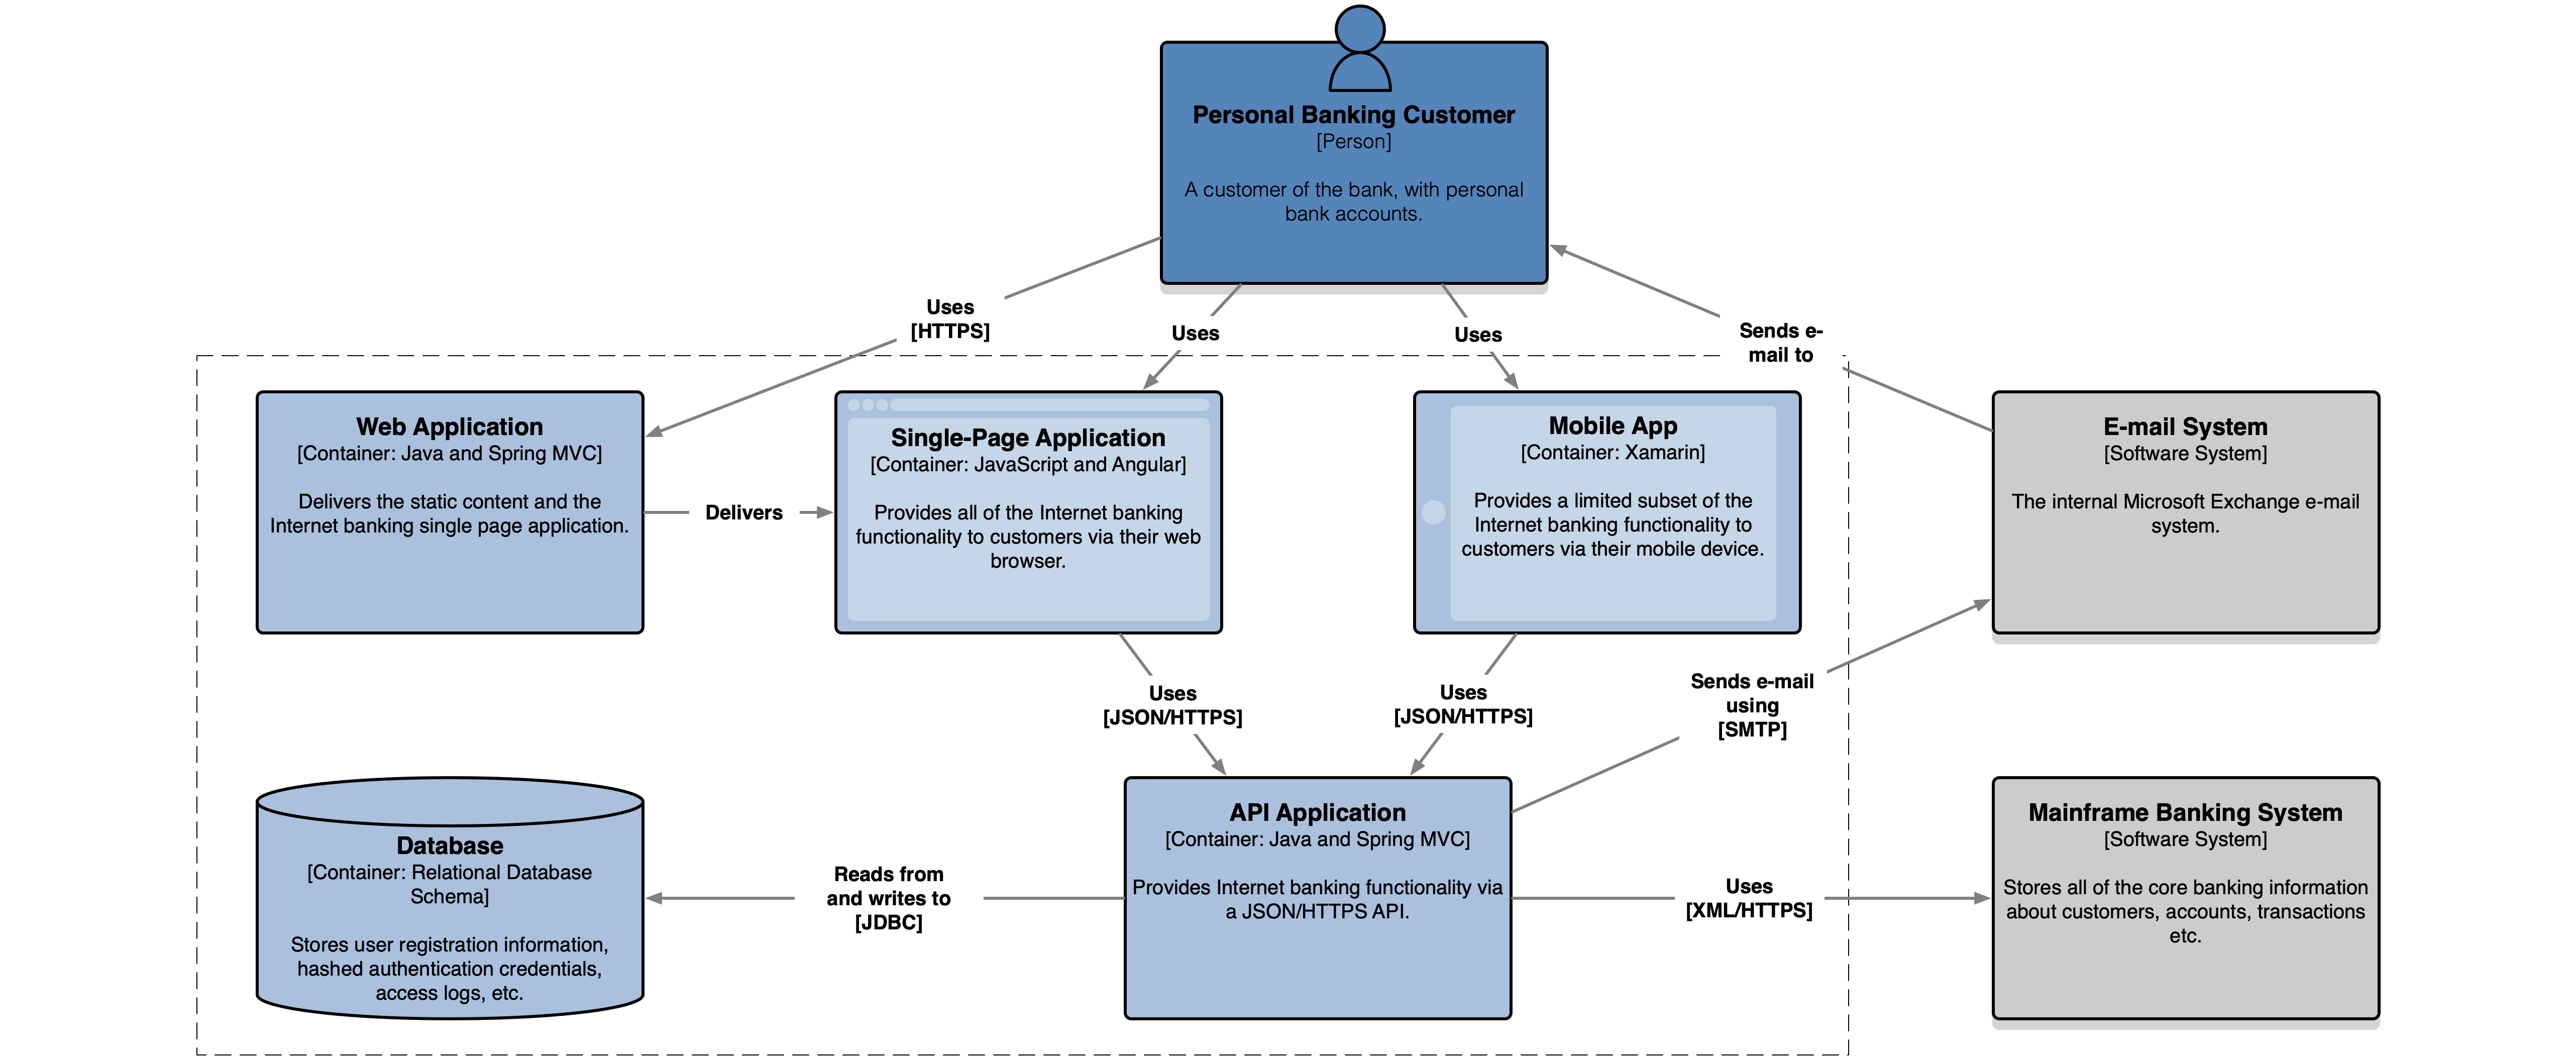 Personal Banking Customer
[Person]
A customer of the bank, with personal
bank accounts.
Uses
[HTTPS]
Uses
Uses
Sends e-
mail to
Web Application
[Container: Java and Spring MVC]
Delivers the static content and the
Internet banking single page application.
Delivers
Single-Page Application
[Container: JavaScript and Angular]
Provides all of the Internet banking
functionality to customers via their web
browser.
Mobile App
[Container: Xamarin]
Provides a limited subset of the
Internet banking functionality to
customers via their mobile device.
E-mail System
[Software System]
The internal Microsoft Exchange e-mail
system.
Uses
[JSON/HTTPS]
Uses
[JSON/HTTPS]
Sends e-mail
using
[SMTP]
Database
[Container: Relational Database
Schema]
Stores user registration information,
hashed authentication credentials,
access logs, etc.
Reads from
and writes to
[JDBC]
API Application
[Container: Java and Spring MVC]
Provides Internet banking functionality via
a JSON/HTTPS API.
Uses
[XML/HTTPS]
Mainframe Banking System
[Software System]
Stores all of the core banking information
about customers, accounts, transactions
etc.